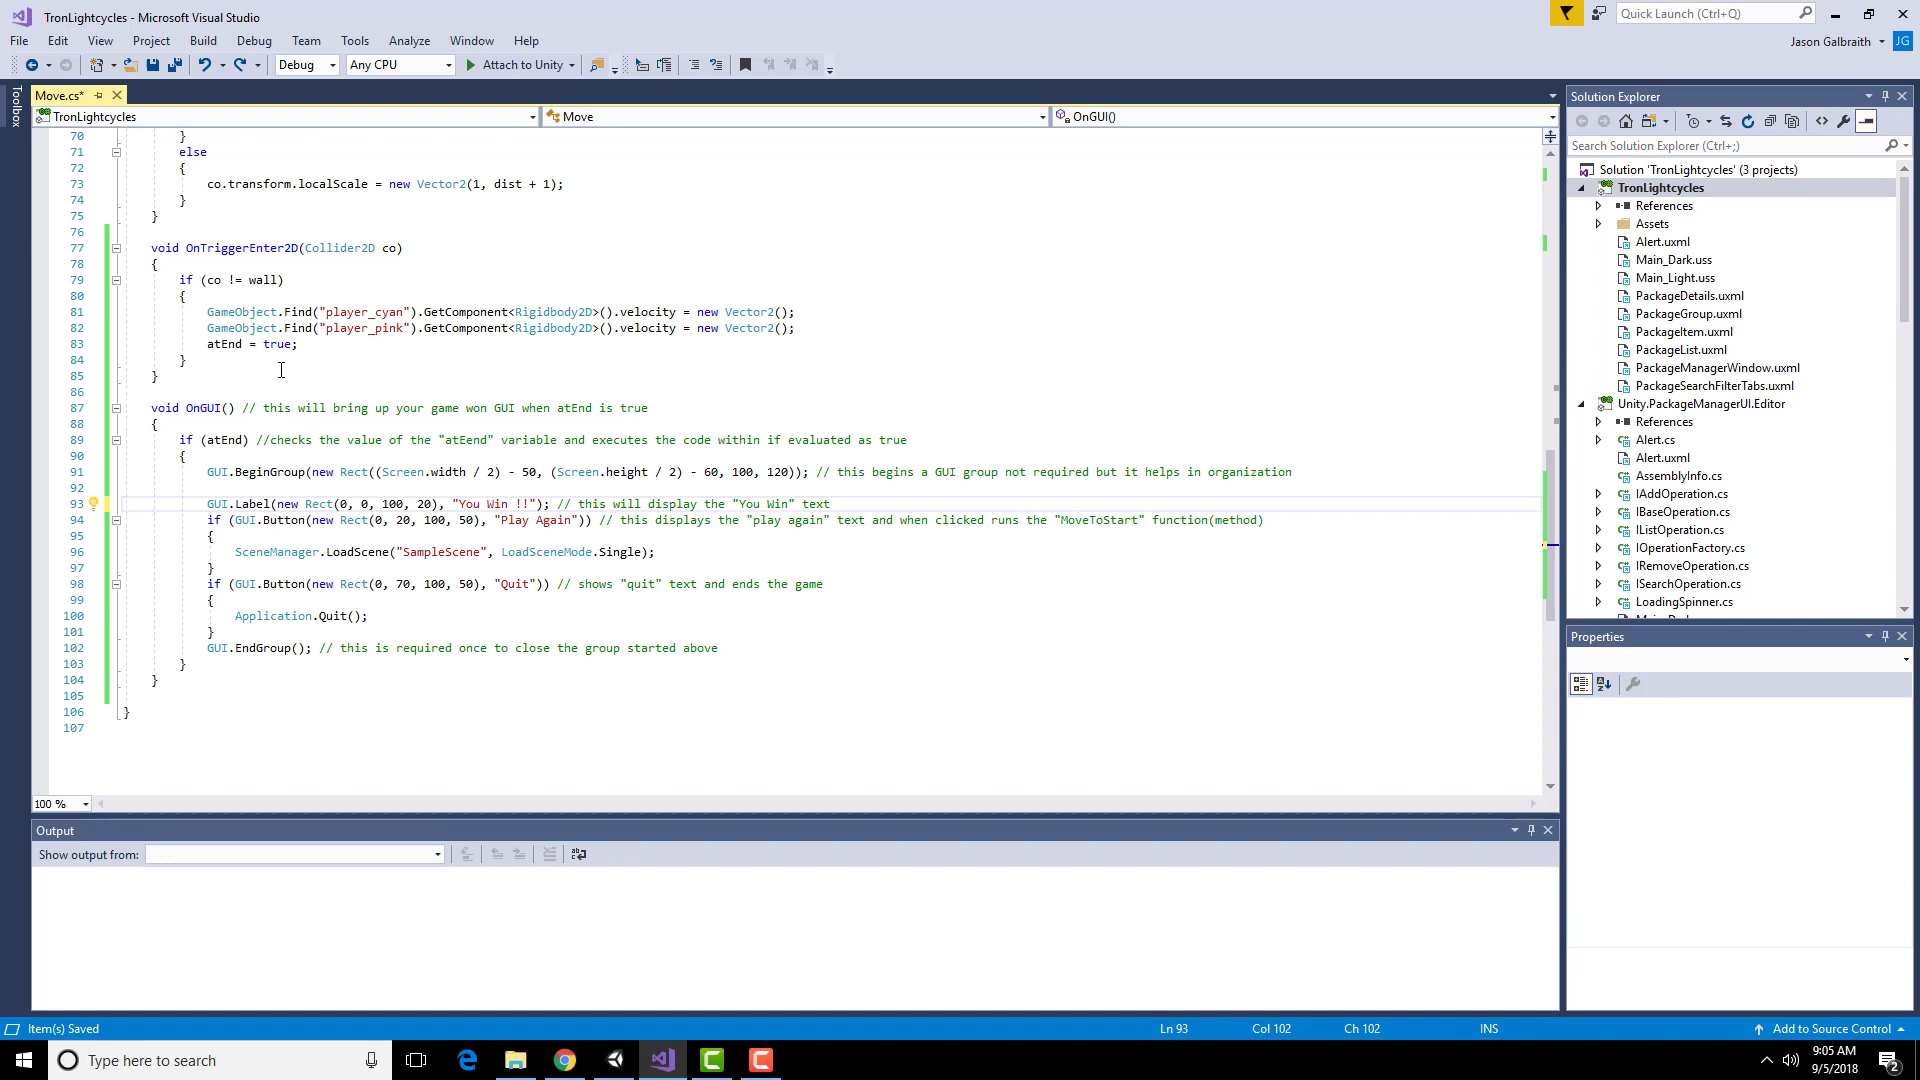 TronLightcycles - Microsoft Visual Studio
Quick Launch (Ctrl+Q)
File Edit View Project Build Debug Team Tools Analyze Window Help
Jason Galbraith JG
Debug Any CPU Attach to Unity
Toolbox
Move.cs*
TronLightcycles Move OnGUI()
70 }
71 else
72 {
73 co.transform.localScale = new Vector2(1, dist + 1);
74 }
75 }
76
77 void OnTriggerEnter2D(Collider2D co)
78 {
79 if (co != wall)
80 {
81 GameObject.Find("player_cyan").GetComponent<Rigidbody2D>().velocity = new Vector2();
82 GameObject.Find("player_pink").GetComponent<Rigidbody2D>().velocity = new Vector2();
83 atEnd = true;
84 }
85 }
86
87 void OnGUI() // this will bring up your game won GUI when atEnd is true
88 {
89 if (atEnd) //checks the value of the "atEend" variable and executes the code within if evaluated as true
90 {
91 GUI.BeginGroup(new Rect((Screen.width / 2) - 50, (Screen.height / 2) - 60, 100, 120)); // this begins a GUI group not required but it helps in organization
92
93 GUI.Label(new Rect(0, 0, 100, 20), "You Win !!"); // this will display the "You Win" text
94 if (GUI.Button(new Rect(0, 20, 100, 50), "Play Again")) // this displays the "play again" text and when clicked runs the "MoveToStart" function(method)
95 {
96 SceneManager.LoadScene("SampleScene", LoadSceneMode.Single);
97 }
98 if (GUI.Button(new Rect(0, 70, 100, 50), "Quit")) // shows "quit" text and ends the game
99 {
100 Application.Quit();
101 }
102 GUI.EndGroup(); // this is required once to close the group started above
103 }
104 }
105
106 }
107
100 %
Output
Show output from:
Solution Explorer
Search Solution Explorer (Ctrl+;)
Solution 'TronLightcycles' (3 projects)
TronLightcycles
References
Assets
Alert.uxml
Main_Dark.uss
Main_Light.uss
PackageDetails.uxml
PackageGroup.uxml
PackageItem.uxml
PackageList.uxml
PackageManagerWindow.uxml
PackageSearchFilterTabs.uxml
Unity.PackageManagerUI.Editor
References
Alert.cs
Alert.uxml
AssemblyInfo.cs
IAddOperation.cs
IBaseOperation.cs
IListOperation.cs
IOperationFactory.cs
IRemoveOperation.cs
ISearchOperation.cs
LoadingSpinner.cs
Properties
Item(s) Saved Ln 93 Col 102 Ch 102 INS Add to Source Control
Type here to search
9:05 AM
9/5/2018
2